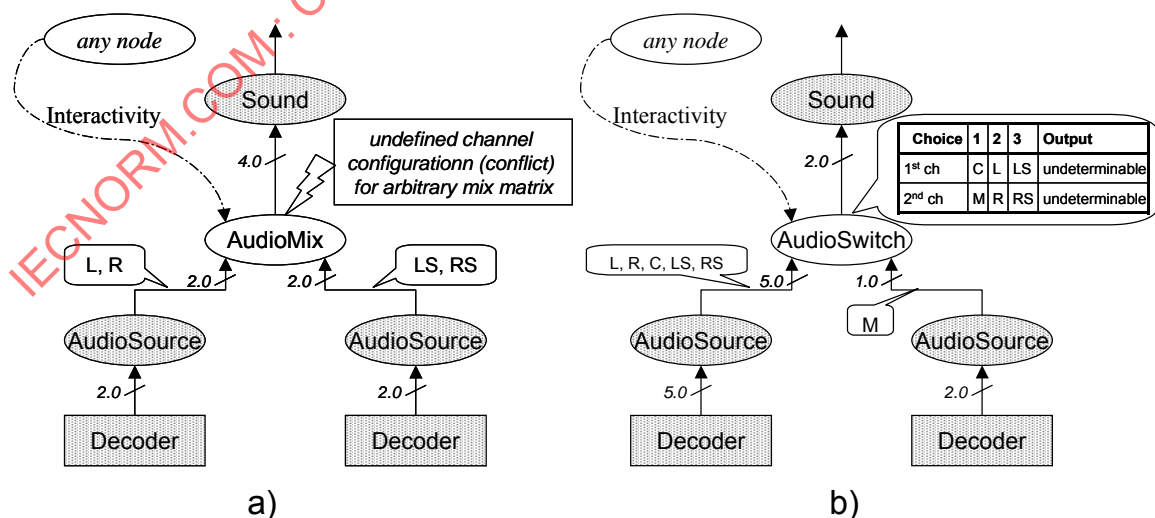 IECNORM.COM : C
any node
Interactivity
Sound
4.0
undefined channel
configurationn (conflict)
for arbitrary mix matrix
AudioMix
L, R
2.0
2.0
LS, RS
AudioSource
AudioSource
2.0
2.0
Decoder
Decoder
a)
any node
Interactivity
Sound
2.0
Choice 1 2 3 Output
1st ch C L LS undeterminable
2nd ch M R RS undeterminable
AudioSwitch
L, R, C, LS, RS
5.0
1.0
M
AudioSource
AudioSource
5.0
2.0
Decoder
Decoder
b)